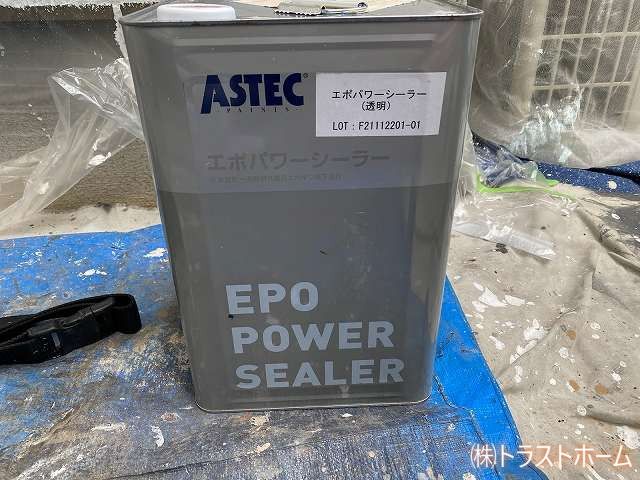 ASTEC
PAINTS
エポパワーシーラー
(透明)
LOT : F21112201-01
エポパワーシーラー
EPO
POWER
SEALER
㈱トラストホーム